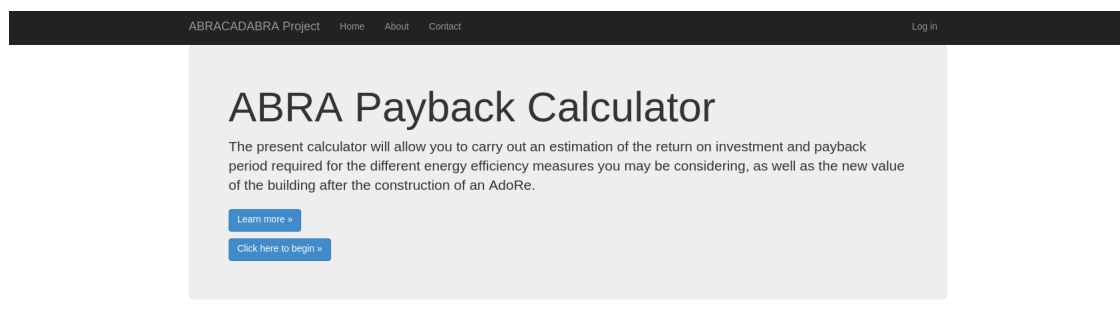 ABRACADABRA Project Home About Contact Log in
ABRA Payback Calculator
The present calculator will allow you to carry out an estimation of the return on investment and payback
period required for the different energy efficiency measures you may be considering, as well as the new value
of the building after the construction of an AdoRe.
Learn more »
Click here to begin »